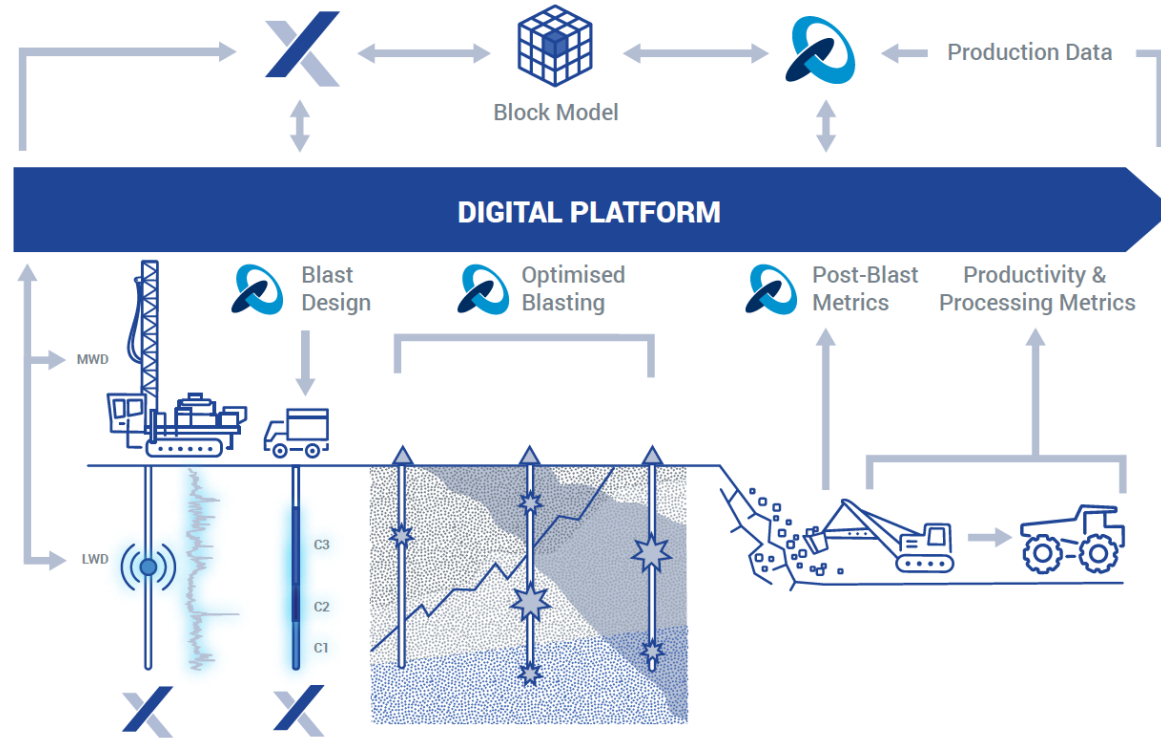 Block Model
Production Data
DIGITAL PLATFORM
Blast
Design
Optimised
Blasting
Post-Blast
Metrics
Productivity &
Processing Metrics
MWD
LWD
C3
C2
C1